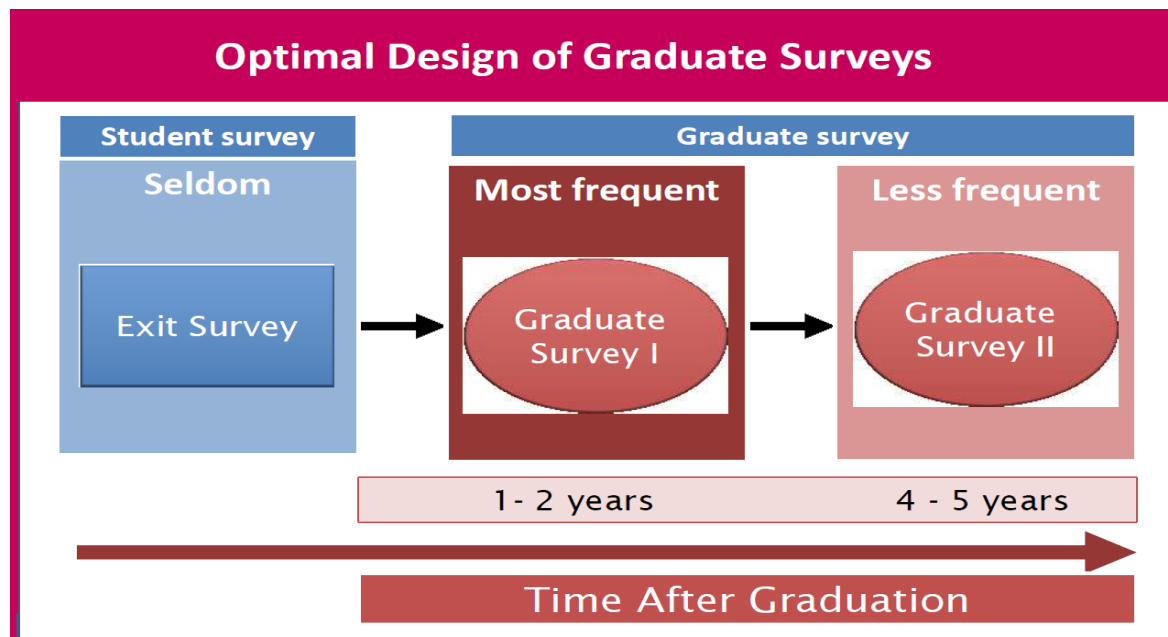 Optimal Design of Graduate Surveys
Student survey
Graduate survey
Seldom
Most frequent
Less frequent
Exit Survey
Graduate
Survey I
Graduate
Survey II
1- 2 years
4 - 5 years
Time After Graduation